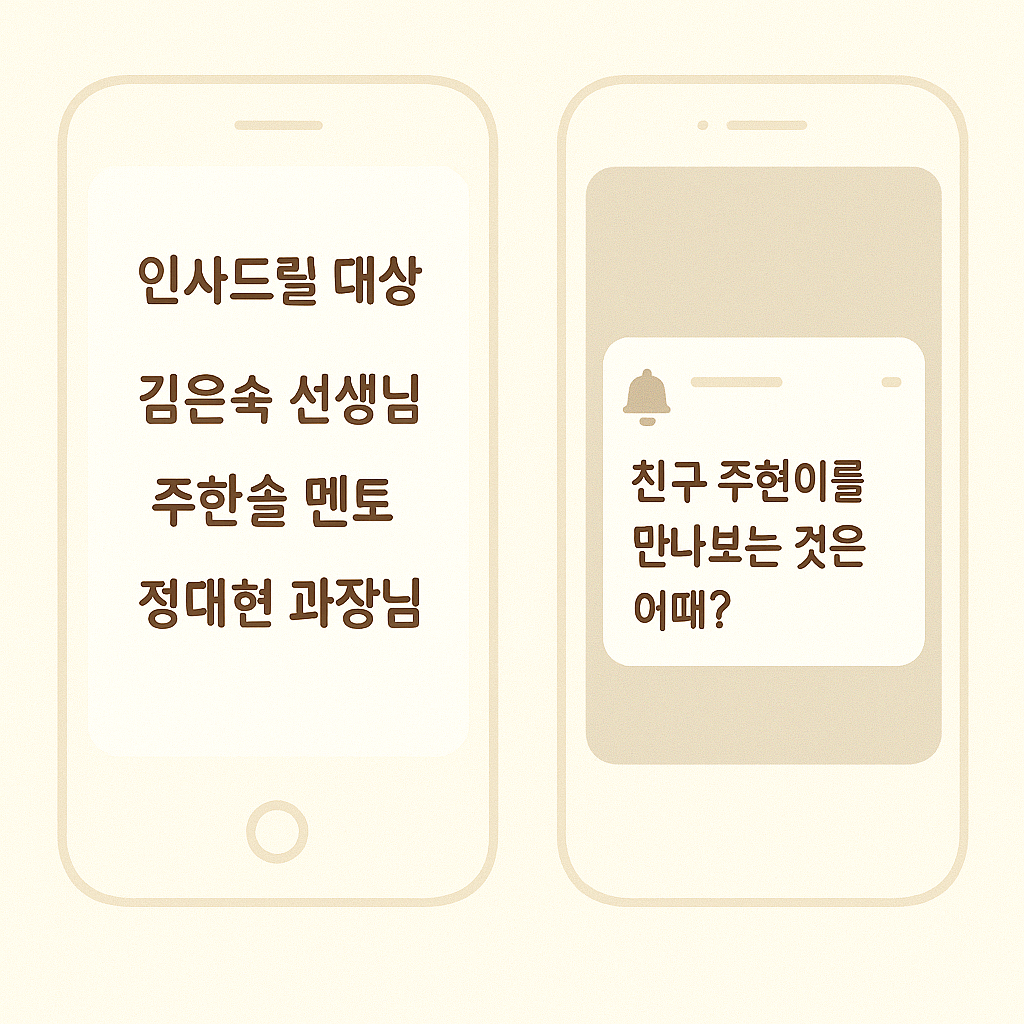 인사드릴 대상
김은숙 선생님
주한솔 멘토
정대현 과장님
친구 주현이를
만나보는 것은
어때?